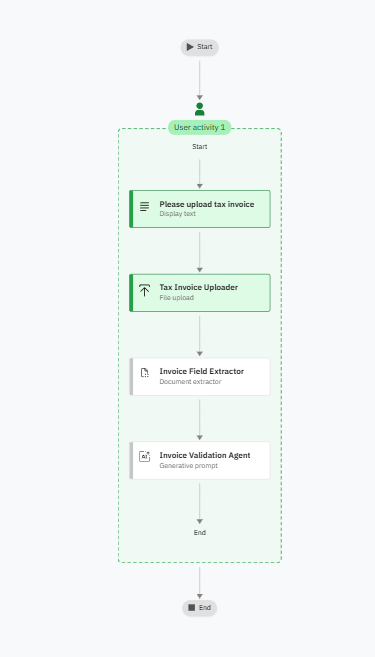 Start
User activity 1
Start
Please upload tax invoice
Display text
Tax Invoice Uploader
File upload
Invoice Field Extractor
Document extractor
AI
Invoice Validation Agent
Generative prompt
End
End